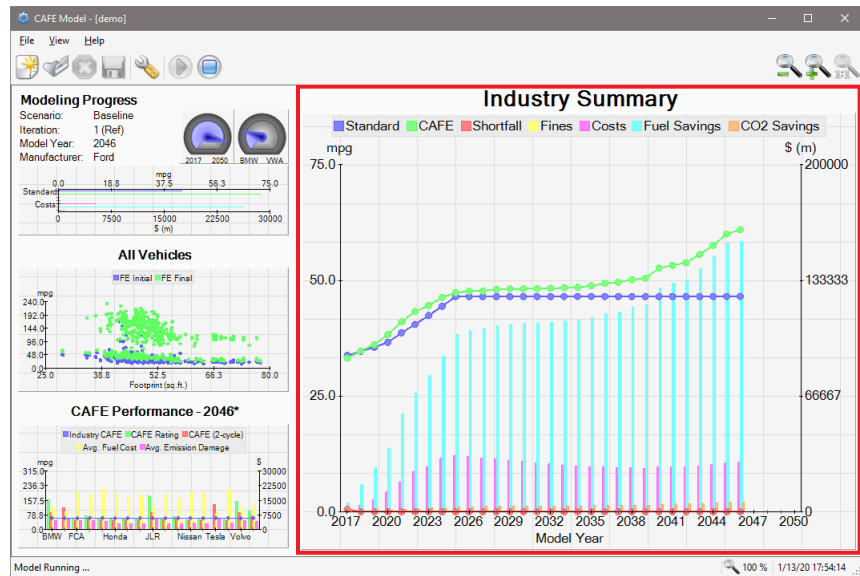 CAFE Model - [demo]
File View Help
Modeling Progress
Scenario: Baseline
Iteration: 1 (Ref)
Model Year: 2046
Manufacturer: Ford
2017 2050 BMW VWA
mpg
0.0 18.8 37.5 56.3 75.0
Standard
Costs
0 7500 15000 22500 30000
$ (m)
All Vehicles
FE Initial FE Final
mpg
240.0
192.0
144.0
96.0
48.0
0.0
25.0 38.8 52.5 66.3 80.0
Footprint (sq.ft.)
CAFE Performance - 2046*
Industry CAFE CAFE Rating CAFE (2-cycle)
Avg. Fuel Cost Avg. Emission Damage
mpg $
315.0 30000
236.3 22500
157.5 15000
78.8 7500
0.0 0
BMW FCA Honda JLR Nissan Tesla Volvo
Industry Summary
Standard CAFE Shortfall Fines Costs Fuel Savings CO2 Savings
mpg $ (m)
75.0 200000
50.0 133333
25.0 66667
0.0 0
2017 2020 2023 2026 2029 2032 2035 2038 2041 2044 2047 2050
Model Year
Model Running ... 100 % 1/13/20 17:54:14